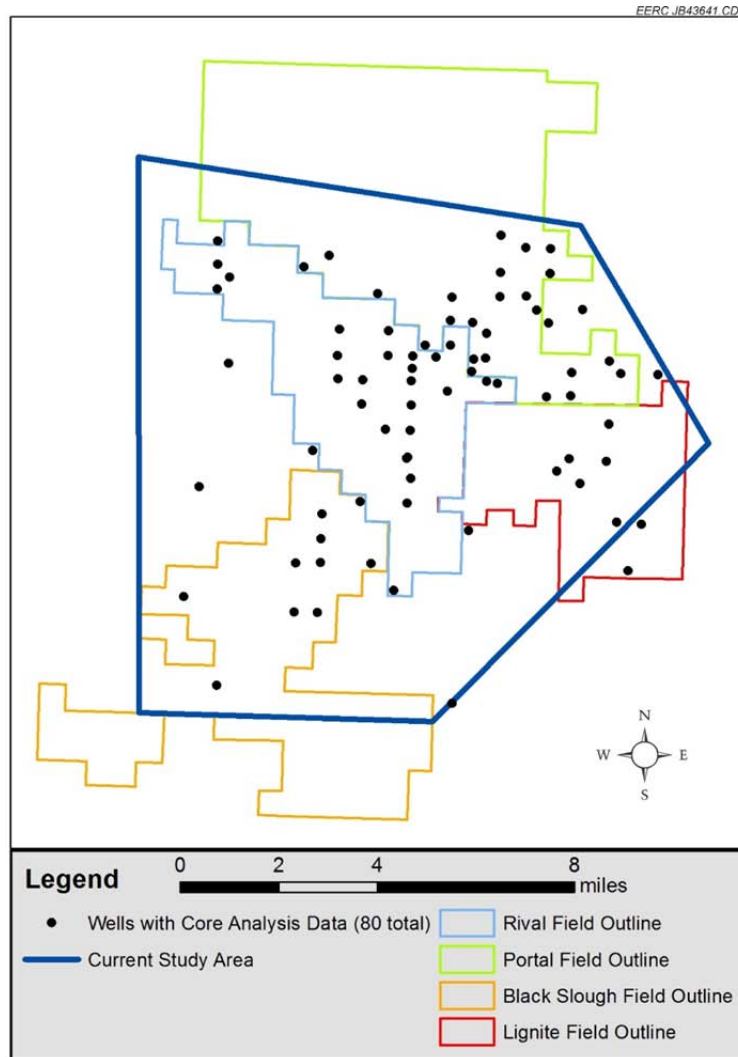 EERC JB43641.CD
N
W E
S
Legend
0 2 4 8
miles
Wells with Core Analysis Data (80 total)
Current Study Area
Rival Field Outline
Portal Field Outline
Black Slough Field Outline
Lignite Field Outline